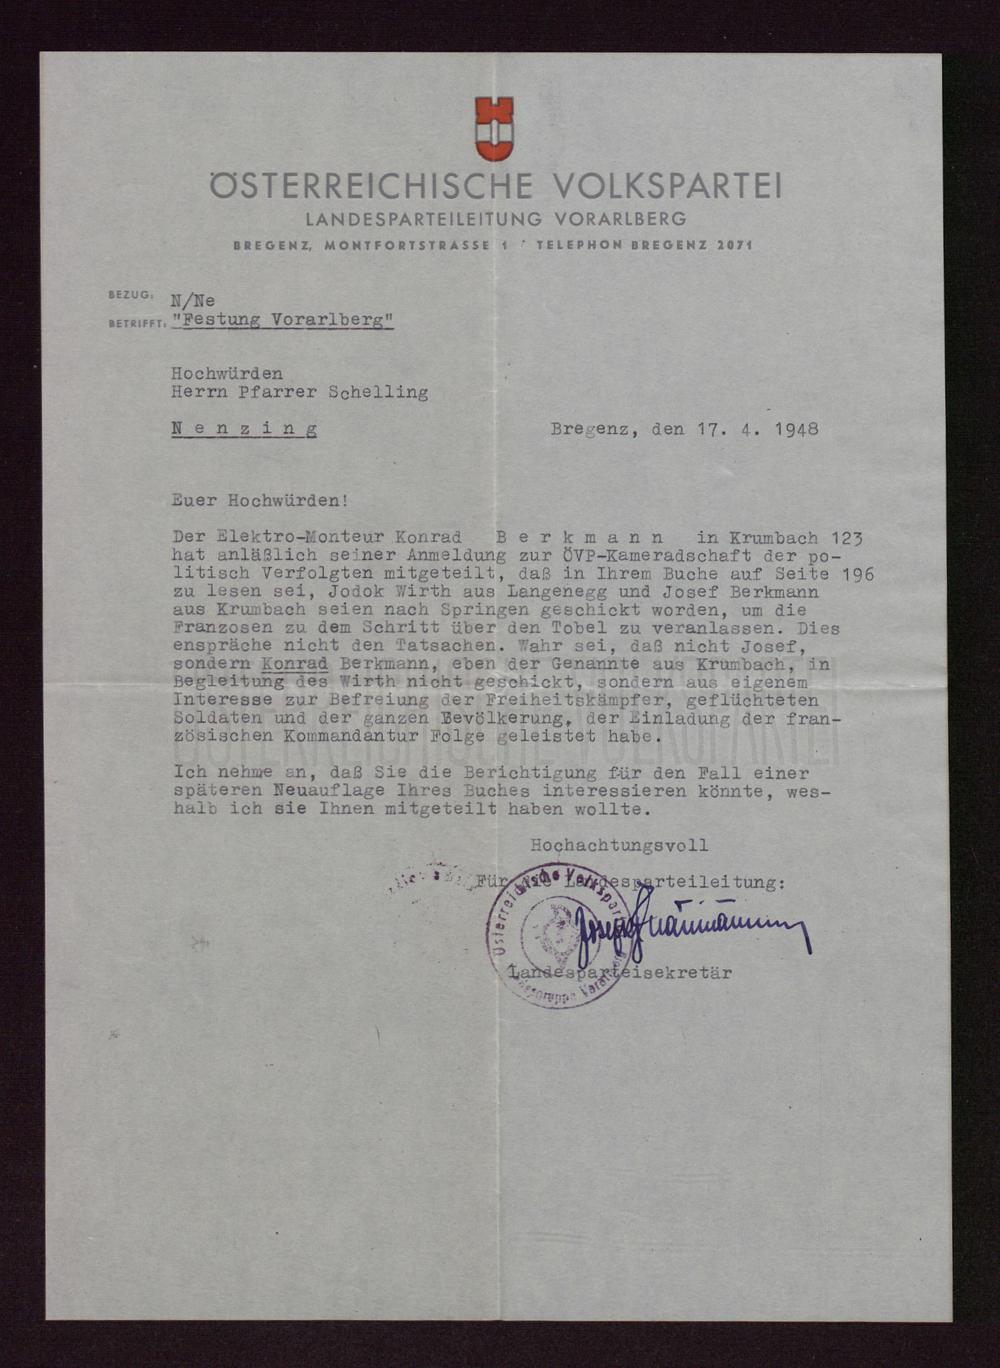 ÖSTERREICHISCHE VOLKSPARTEI
LANDESPARTEILEITUNG VORARLBERG
BREGENZ, MONTFORTSTRASSE 1 · TELEPHON BREGENZ 2071
BEZUG: N/Ne
BETRIFFT: "Festung Vorarlberg"
Hochwürden
Herrn Pfarrer Schelling
N e n z i n g
Bregenz, den 17. 4. 1948
Euer Hochwürden!
Der Elektro-Monteur Konrad B e r k m a n n in Krumbach 123
hat anläßlich seiner Anmeldung zur ÖVP-Kameradschaft der po-
litisch Verfolgten mitgeteilt, daß in Ihrem Buche auf Seite 196
zu lesen sei, Jodok Wirth aus Langenegg und Josef Berkmann
aus Krumbach seien nach Springen geschickt worden, um die
Franzosen zu dem Schritt über den Tobel zu veranlassen. Dies
enspräche nicht den Tatsachen. Wahr sei, daß nicht Josef,
sondern Konrad Berkmann, eben der Genannte aus Krumbach, in
Begleitung des Wirth nicht geschickt, sondern aus eigenem
Interesse zur Befreiung der Freiheitskämpfer, geflüchteten
Soldaten und der ganzen Bevölkerung, der Einladung der fran-
zösischen Kommandantur Folge geleistet habe.
Ich nehme an, daß Sie die Berichtigung für den Fall einer
späteren Neuauflage Ihres Buches interessieren könnte, wes-
halb ich sie Ihnen mitgeteilt haben wollte.
Hochachtungsvoll
Für die Landesparteileitung:
Österreichische Volkspartei
Josef
Landesparteisekretär